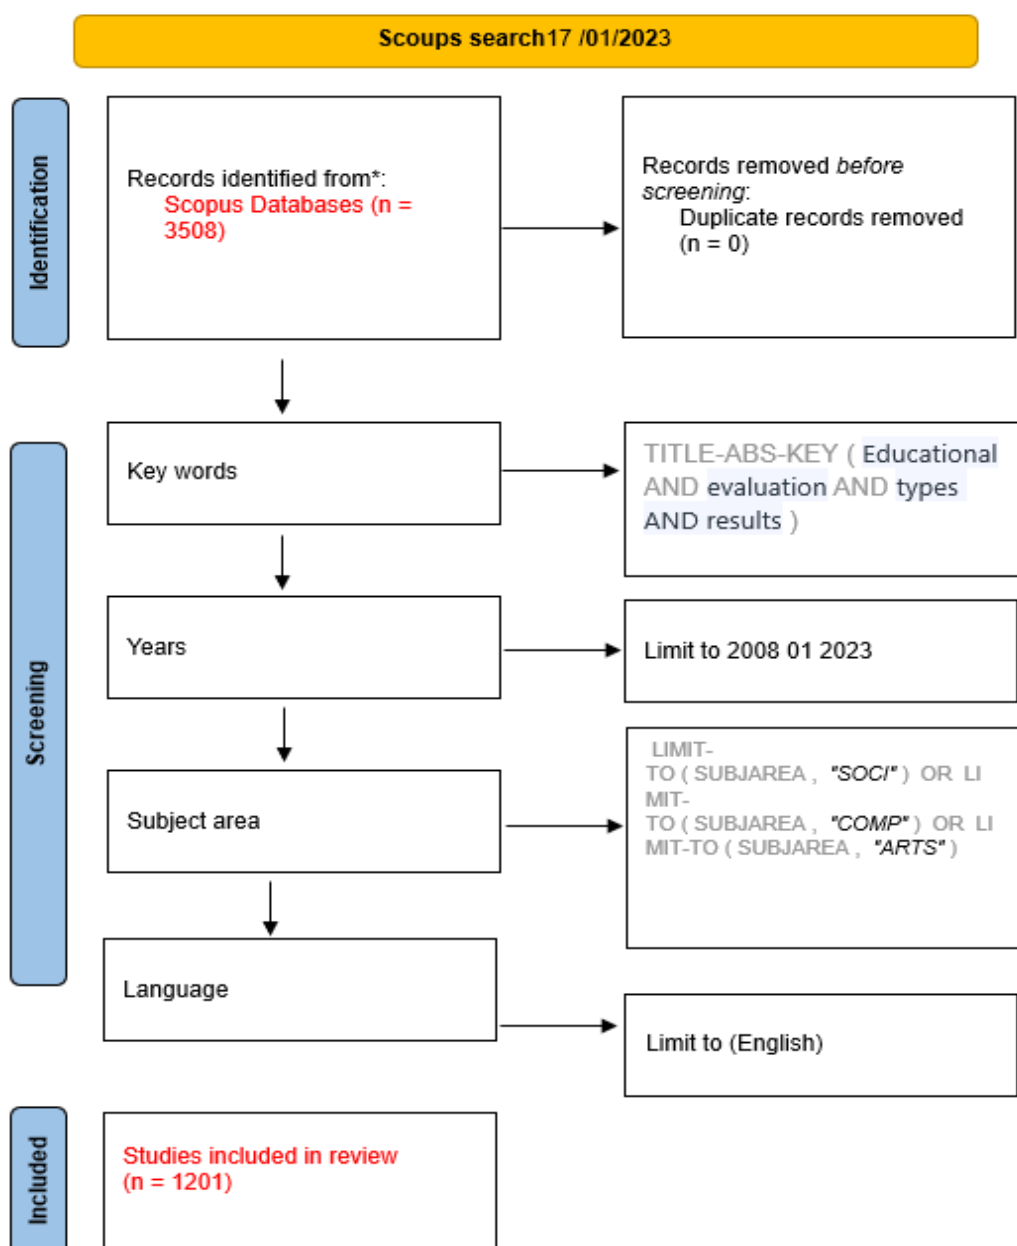 Scoups search17 /01/2023
Identification
Records identified from*:
Scopus Databases (n =
3508)
Records removed before
screening:
Duplicate records removed
(n = 0)
Screening
Key words
TITLE-ABS-KEY ( Educational
AND evaluation AND types
AND results )
Years
Limit to 2008 01 2023
Subject area
LIMIT-
TO ( SUBJAREA , "SOCI" ) OR LI
MIT-
TO ( SUBJAREA , "COMP" ) OR LI
MIT-TO ( SUBJAREA , "ARTS" )
Language
Limit to (English)
Included
Studies included in review
(n = 1201)